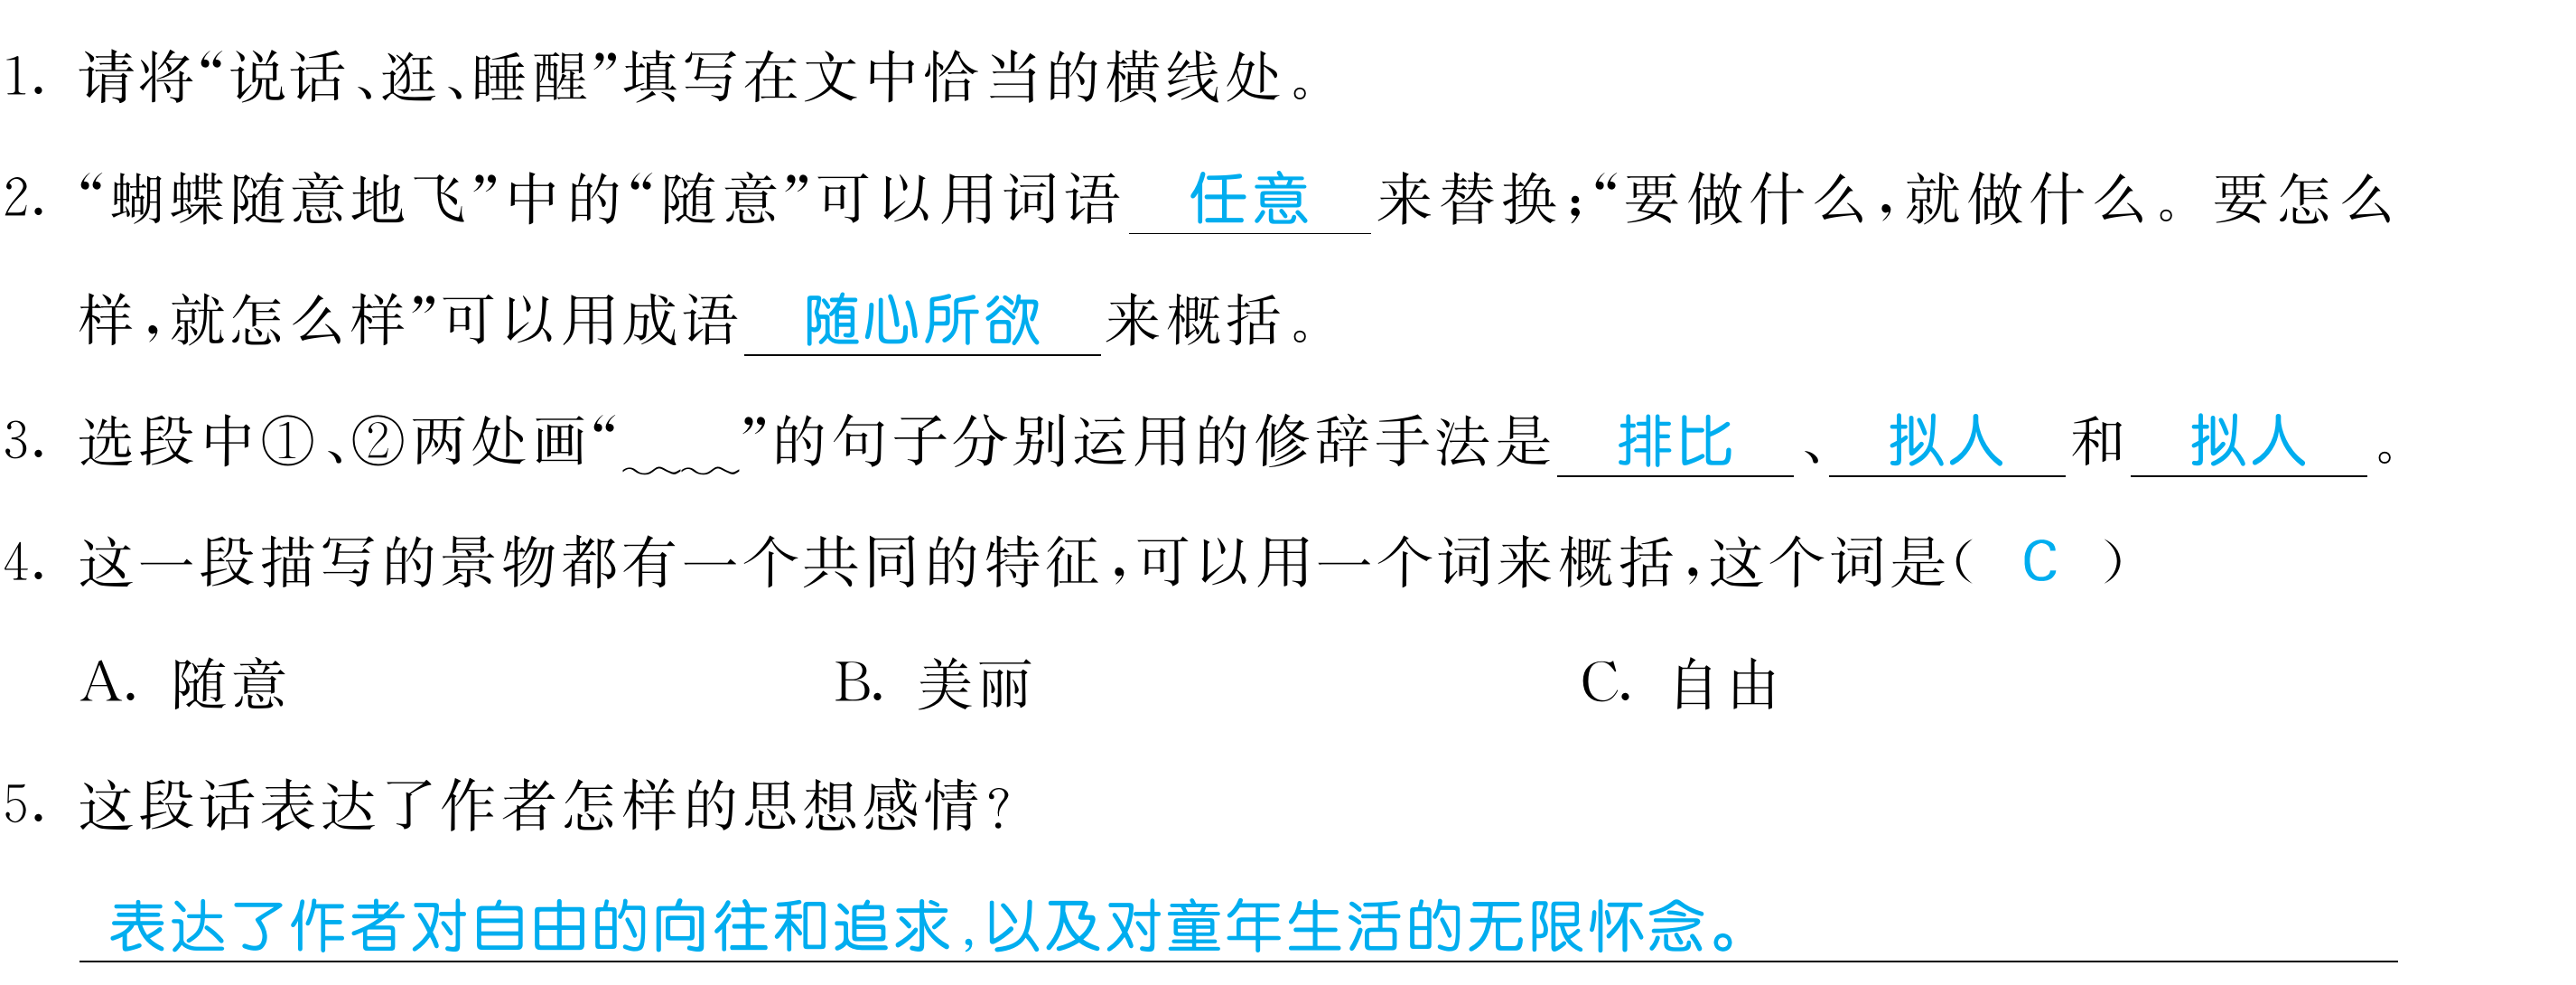 1. 请将“说话、逛、睡醒”填写在文中恰当的横线处。
2. “蝴蝶随意地飞”中的“随意”可以用词语 任意 来替换;“要做什么,就做什么。要怎么
样,就怎么样”可以用成语 随心所欲 来概括。
3. 选段中①、②两处画“﹏﹏”的句子分别运用的修辞手法是 排比 、 拟人 和 拟人 。
4. 这一段描写的景物都有一个共同的特征,可以用一个词来概括,这个词是( C )
A. 随意 B. 美丽 C. 自由
5. 这段话表达了作者怎样的思想感情?
表达了作者对自由的向往和追求,以及对童年生活的无限怀念。